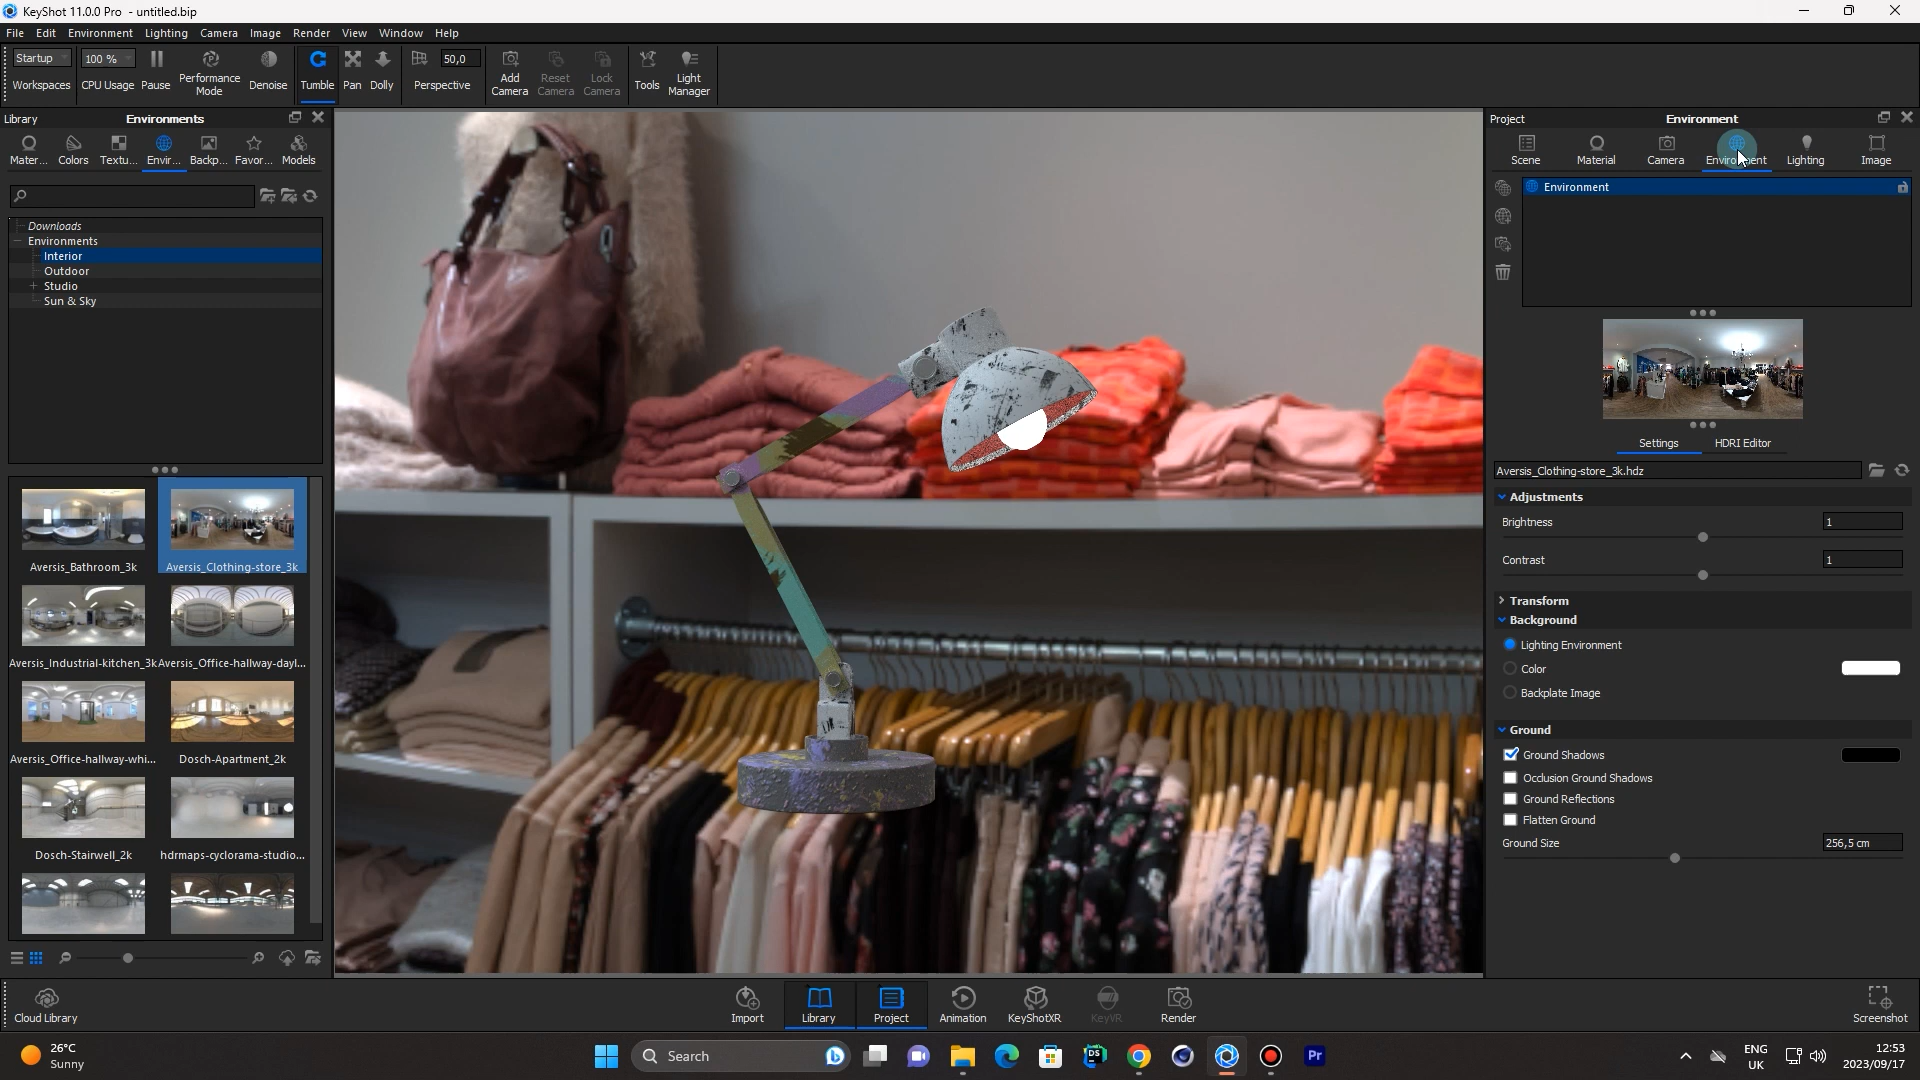 KeyShot 11.0.0 Pro - untitled.bip
File Edit Environment Lighting Camera Image Render View Window Help
Startup 100 % 50,0
Workspaces CPU Usage Pause Performance Mode Denoise Tumble Pan Dolly Perspective Add Camera Reset Camera Lock Camera Tools Light Manager
Library Environments
Mater... Colors Textu... Envir... Backp... Favor... Models
Downloads
Environments
Interior
Outdoor
Studio
Sun & Sky
Aversis_Bathroom_3k Aversis_Clothing-store_3k
Aversis_Industrial-kitchen_3k Aversis_Office-hallway-dayl...
Aversis_Office-hallway-whi... Dosch-Apartment_2k
Dosch-Stairwell_2k hdrmaps-cyclorama-studio...
Project Environment
Scene Material Camera Environment Lighting Image
Environment
Settings HDRI Editor
Aversis_Clothing-store_3k.hdz
Adjustments
Brightness 1
Contrast 1
Transform
Background
Lighting Environment
Color
Backplate Image
Ground
Ground Shadows
Occlusion Ground Shadows
Ground Reflections
Flatten Ground
Ground Size 256,5 cm
Cloud Library Import Library Project Animation KeyShotXR KeyVR Render Screenshot
26°C
Sunny
Search
DS
Pr
ENG
UK
12:53
2023/09/17